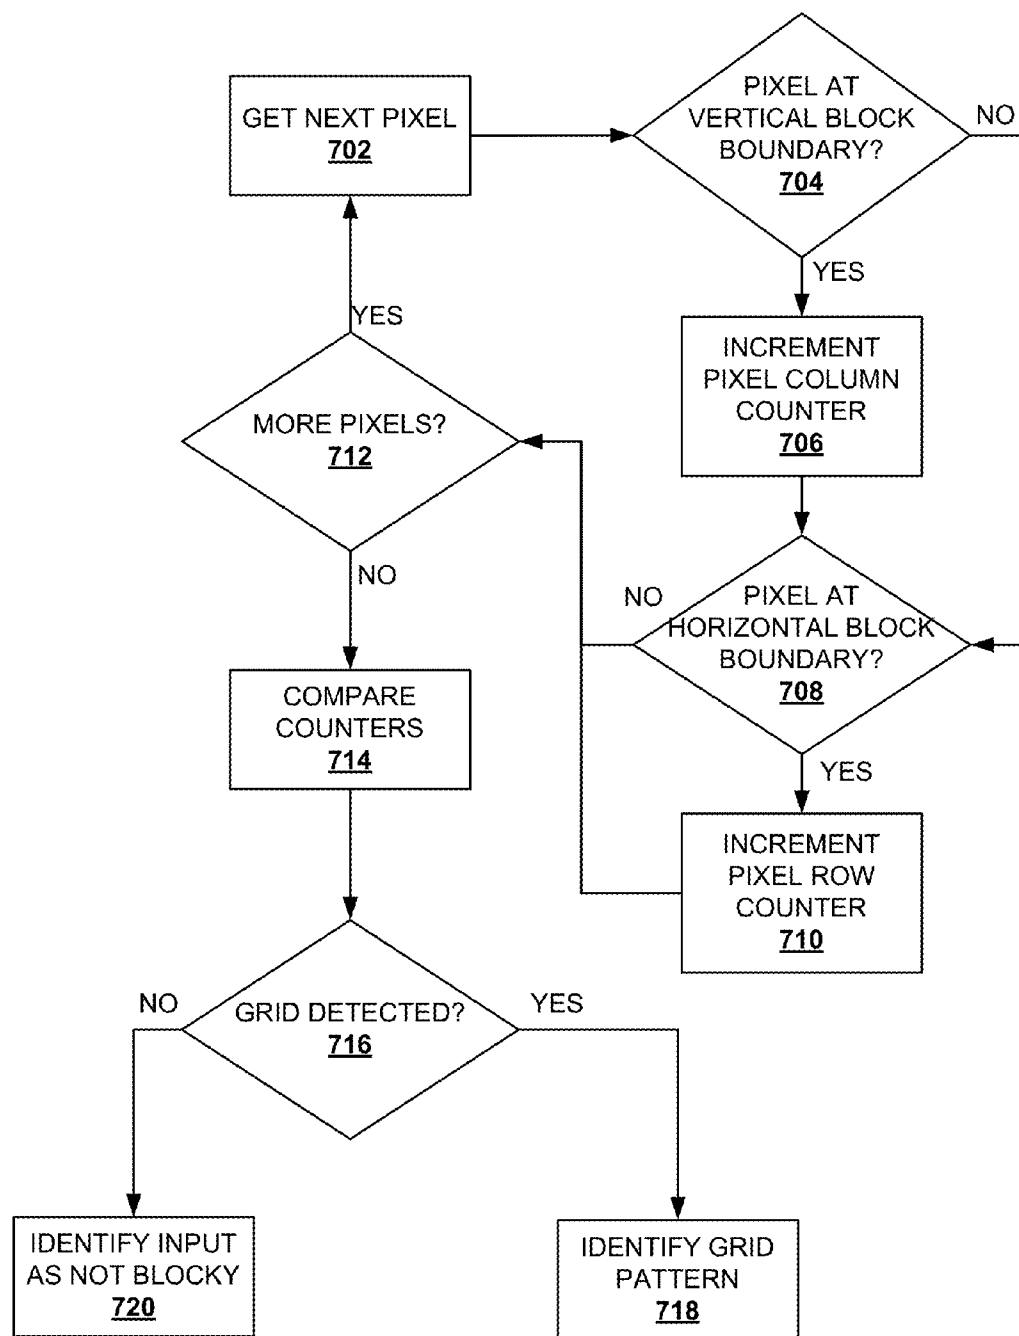 GET NEXT PIXEL
702
PIXEL AT
VERTICAL BLOCK
BOUNDARY?
704
NO
YES
INCREMENT
PIXEL COLUMN
COUNTER
706
PIXEL AT
HORIZONTAL BLOCK
BOUNDARY?
708
NO
YES
INCREMENT
PIXEL ROW
COUNTER
710
YES
MORE PIXELS?
712
NO
COMPARE
COUNTERS
714
GRID DETECTED?
716
NO
YES
IDENTIFY INPUT
AS NOT BLOCKY
720
IDENTIFY GRID
PATTERN
718